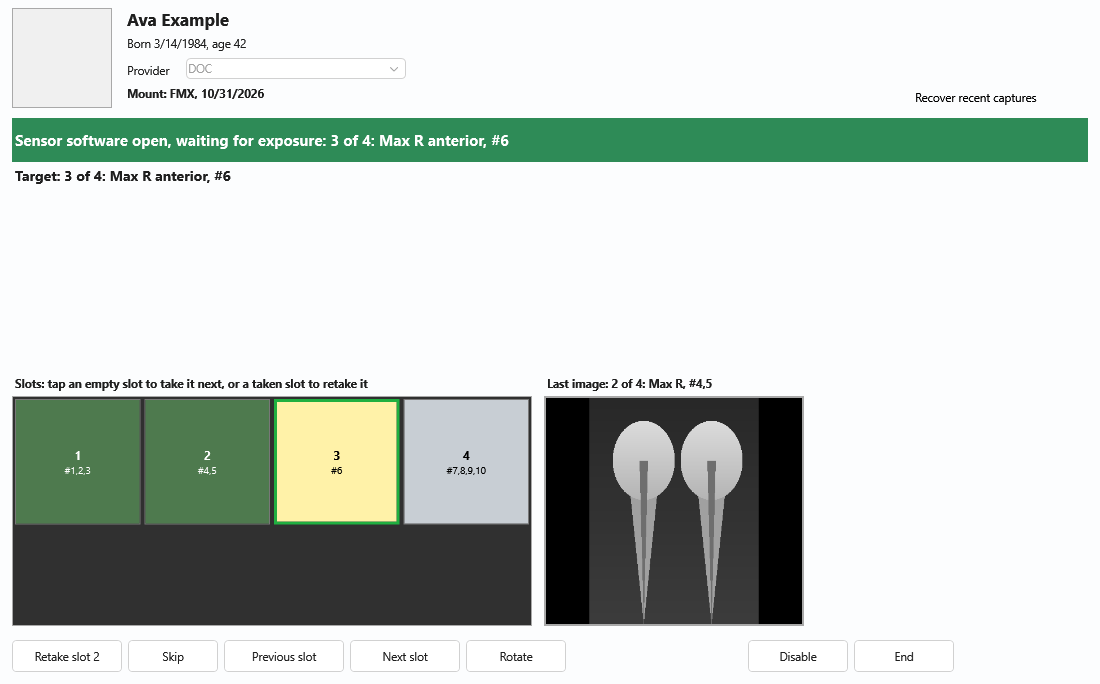 Ava Example
Born 3/14/1984, age 42
Provider DOC
Mount: FMX, 10/31/2026
Recover recent captures
Sensor software open, waiting for exposure: 3 of 4: Max R anterior, #6
Target: 3 of 4: Max R anterior, #6
Slots: tap an empty slot to take it next, or a taken slot to retake it
Last image: 2 of 4: Max R, #4,5
1 2 3 4
#1,2,3 #4,5 #6 #7,8,9,10
Retake slot 2 Skip Previous slot Next slot Rotate Disable End